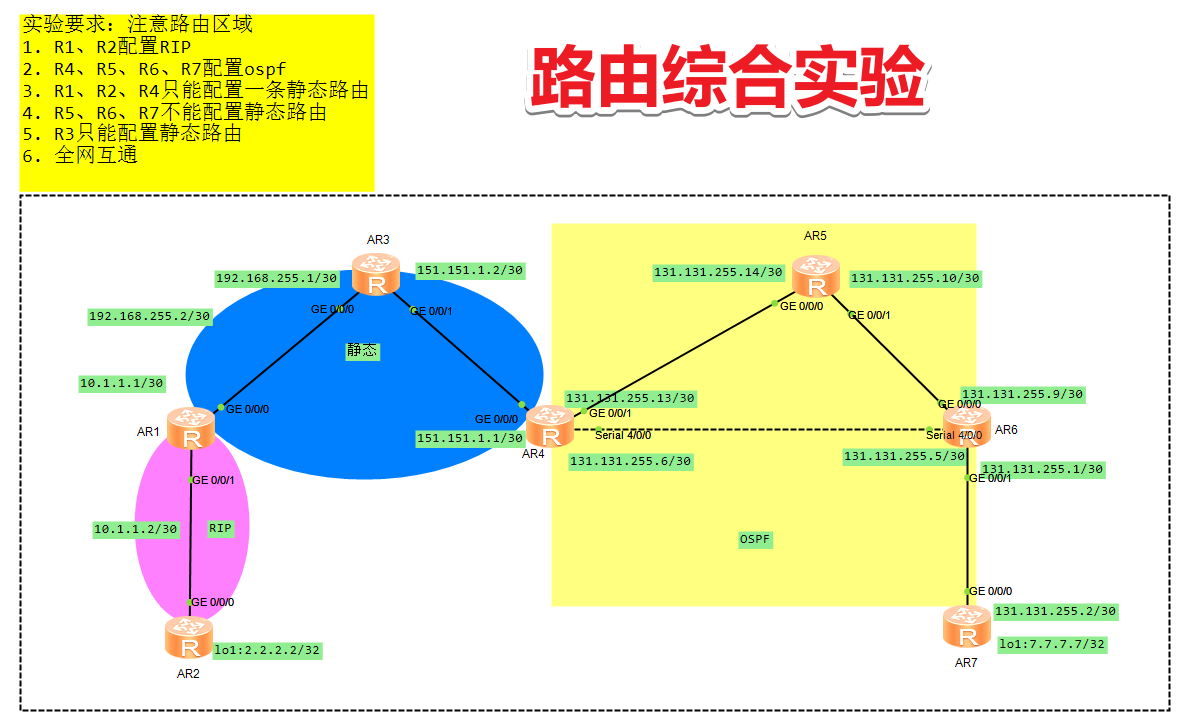 实验要求：注意路由区域
1. R1、R2配置RIP
2. R4、R5、R6、R7配置ospf
3. R1、R2、R4只能配置一条静态路由
4. R5、R6、R7不能配置静态路由
5. R3只能配置静态路由
6. 全网互通
路由综合实验
AR3
AR5
192.168.255.1/30
151.151.1.2/30
131.131.255.14/30
131.131.255.10/30
GE 0/0/0
GE 0/0/1
GE 0/0/0
GE 0/0/1
192.168.255.2/30
静态
10.1.1.1/30
131.131.255.13/30
131.131.255.9/30
GE 0/0/0
GE 0/0/0
GE 0/0/1
GE 0/0/0
AR1
151.151.1.1/30
Serial 4/0/0
Serial 4/0/0
AR6
AR4
131.131.255.6/30
131.131.255.5/30
131.131.255.1/30
GE 0/0/1
GE 0/0/1
10.1.1.2/30
RIP
OSPF
GE 0/0/0
GE 0/0/0
131.131.255.2/30
lo1:2.2.2.2/32
lo1:7.7.7.7/32
AR2
AR7